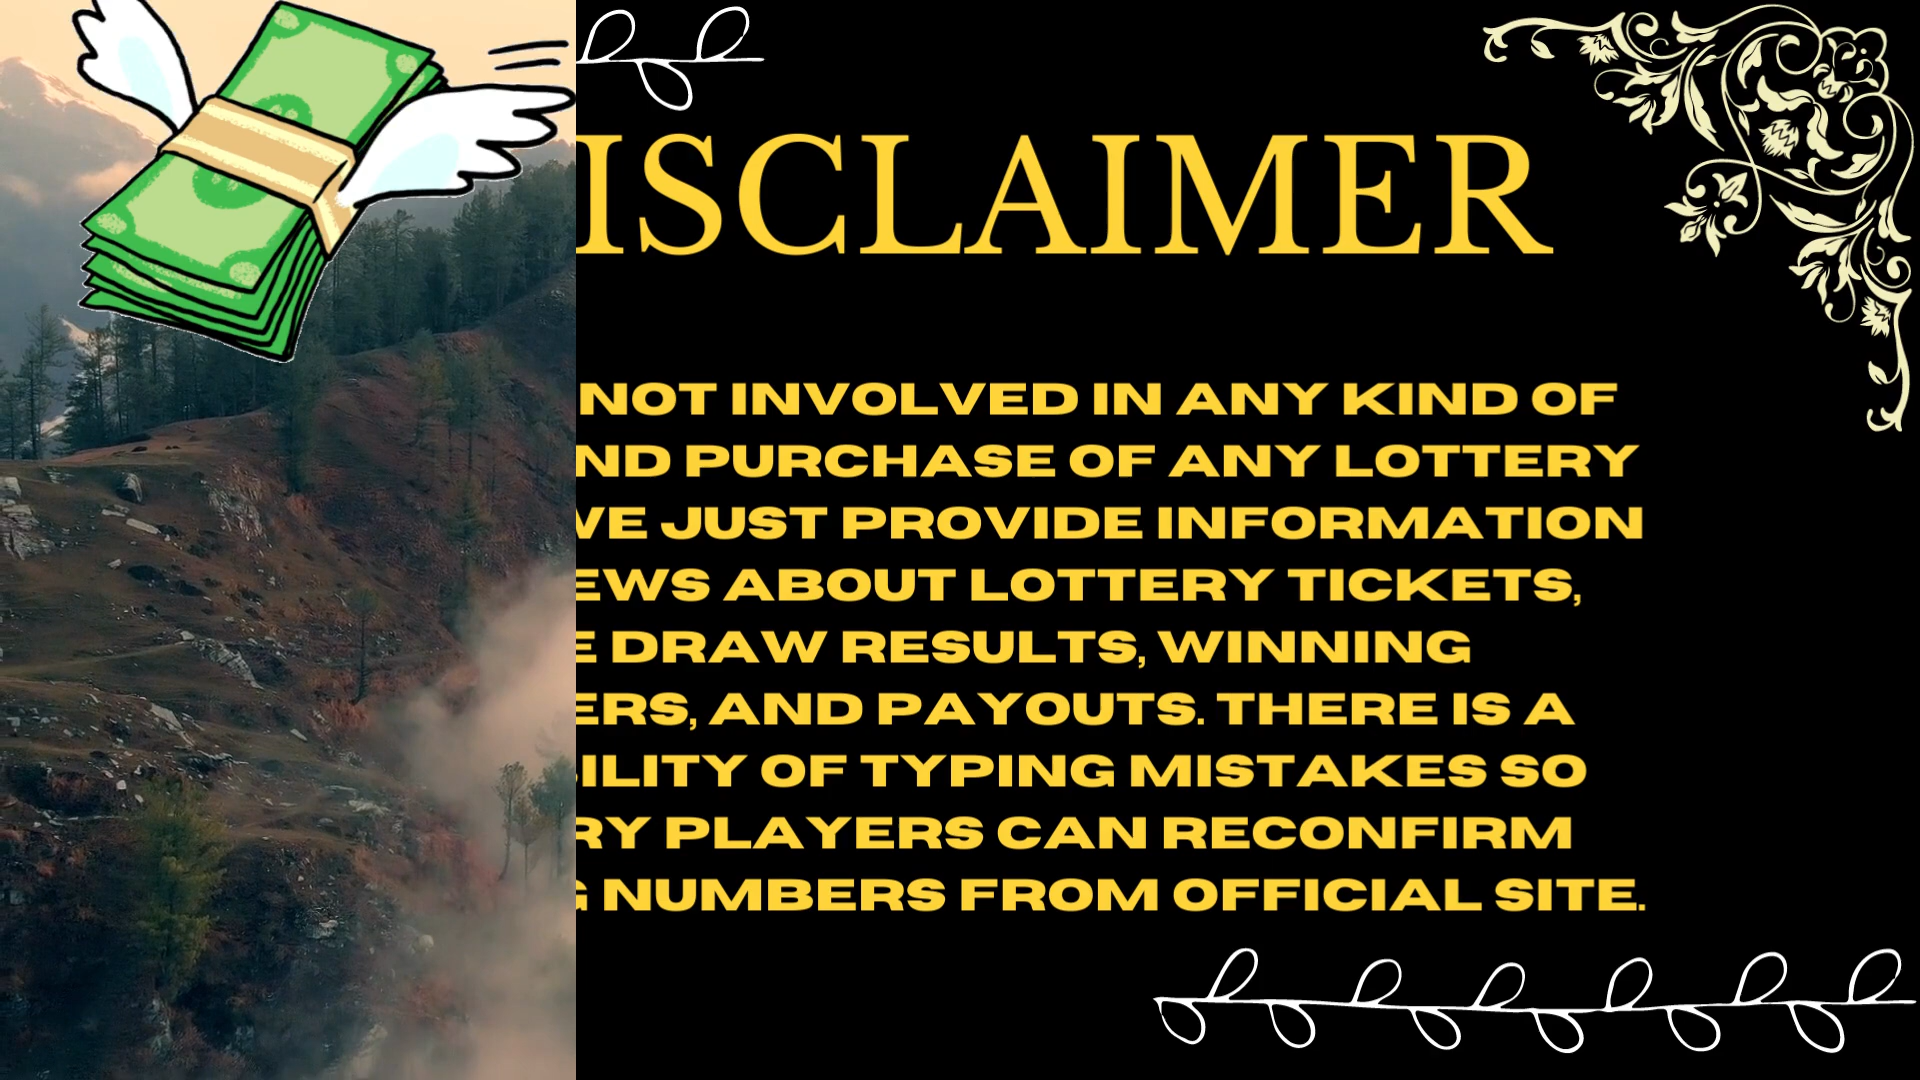 ISCLAIMER
NOT INVOLVED IN ANY KIND OF
ND PURCHASE OF ANY LOTTERY
VE JUST PROVIDE INFORMATION
EWS ABOUT LOTTERY TICKETS,
E DRAW RESULTS, WINNING
ERS, AND PAYOUTS. THERE IS A
ILITY OF TYPING MISTAKES SO
RY PLAYERS CAN RECONFIRM
G NUMBERS FROM OFFICIAL SITE.